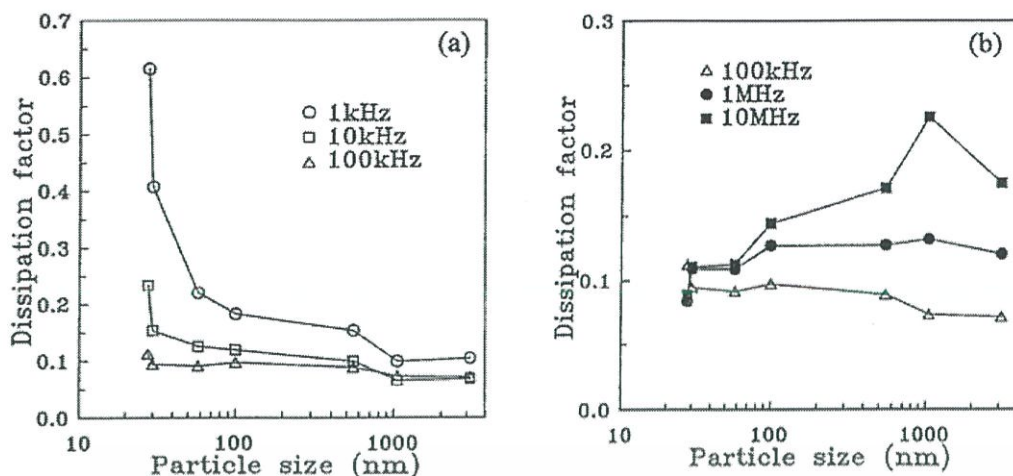 (a)
Dissipation factor
0.7
0.6
0.5
0.4
0.3
0.2
0.1
0.0
1kHz
10kHz
100kHz
10
100
1000
Particle size (nm)
(b)
Dissipation factor
0.3
0.2
0.1
0.0
100kHz
1MHz
10MHz
10
100
1000
Particle size (nm)